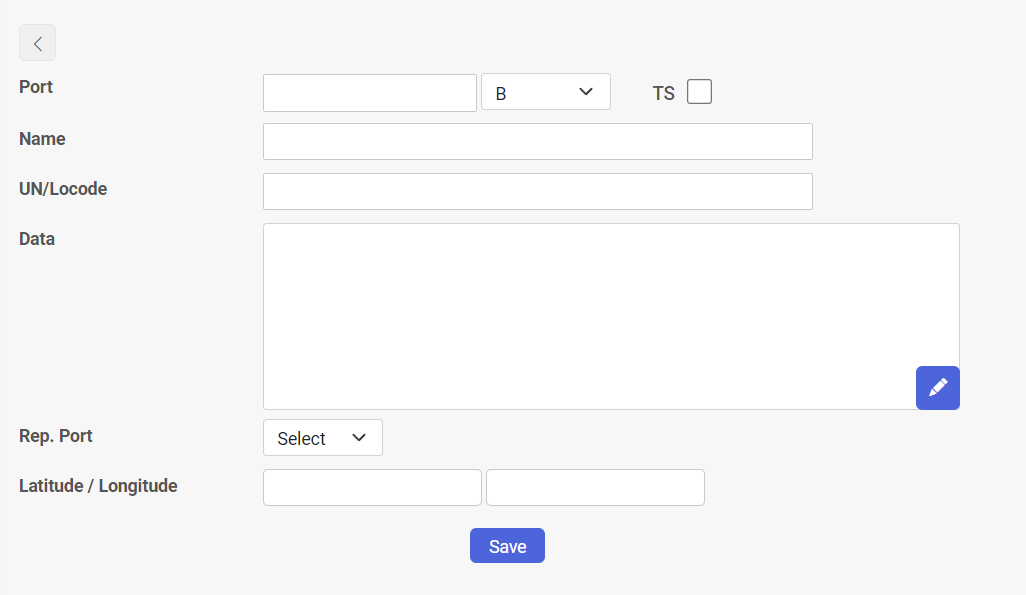 Port B TS
Name
UN/Locode
Data
Rep. Port Select
Latitude / Longitude
Save